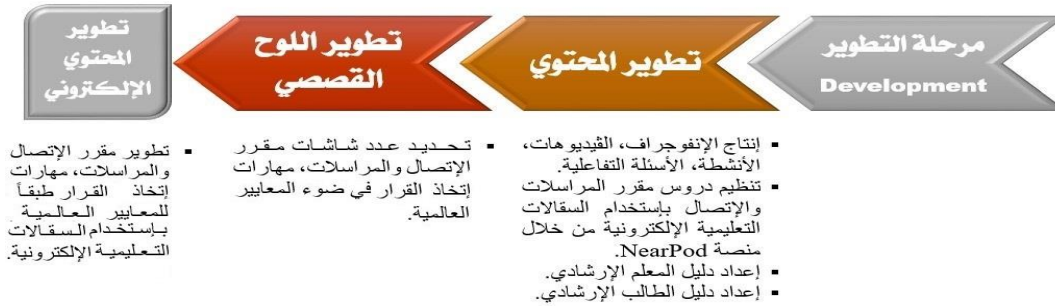 مرحلة التطوير
Development
تطوير المحتوي
تطوير اللوح
القصصي
تطوير
المحتوي
الإلكتروني
▪ إنتاج الإنفوجراف، الڤيديوهات،
الأنشطة، الأسئلة التفاعلية.
▪ تنظيم دروس مقرر المراسلات
والإتصال بإستخدام السقالات
التعليمية الإلكترونية من خلال
منصة NearPod.
▪ إعداد دليل المعلم الإرشادي.
▪ إعداد دليل الطالب الإرشادي.
▪ تحديد عدد شاشات مقرر
الإتصال والمراسلات، مهارات
إتخاذ القرار في ضوء المعايير
العالمية.
▪ تطوير مقرر الإتصال
والمراسلات، مهارات
إتخاذ القرار طبقاً
للمعايير العالمية
بإستخدام السقالات
التعليمية الإلكترونية.